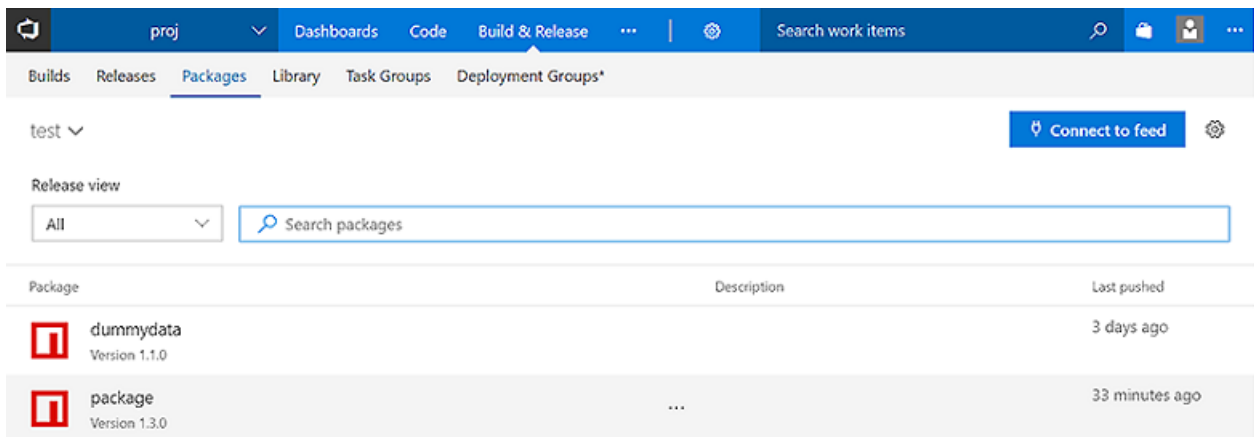 proj Dashboards Code Build & Release ... Search work items ...
Builds Releases Packages Library Task Groups Deployment Groups*
test Connect to feed
Release view
All Search packages
Package Description Last pushed
dummydata 3 days ago
Version 1.1.0
package ... 33 minutes ago
Version 1.3.0